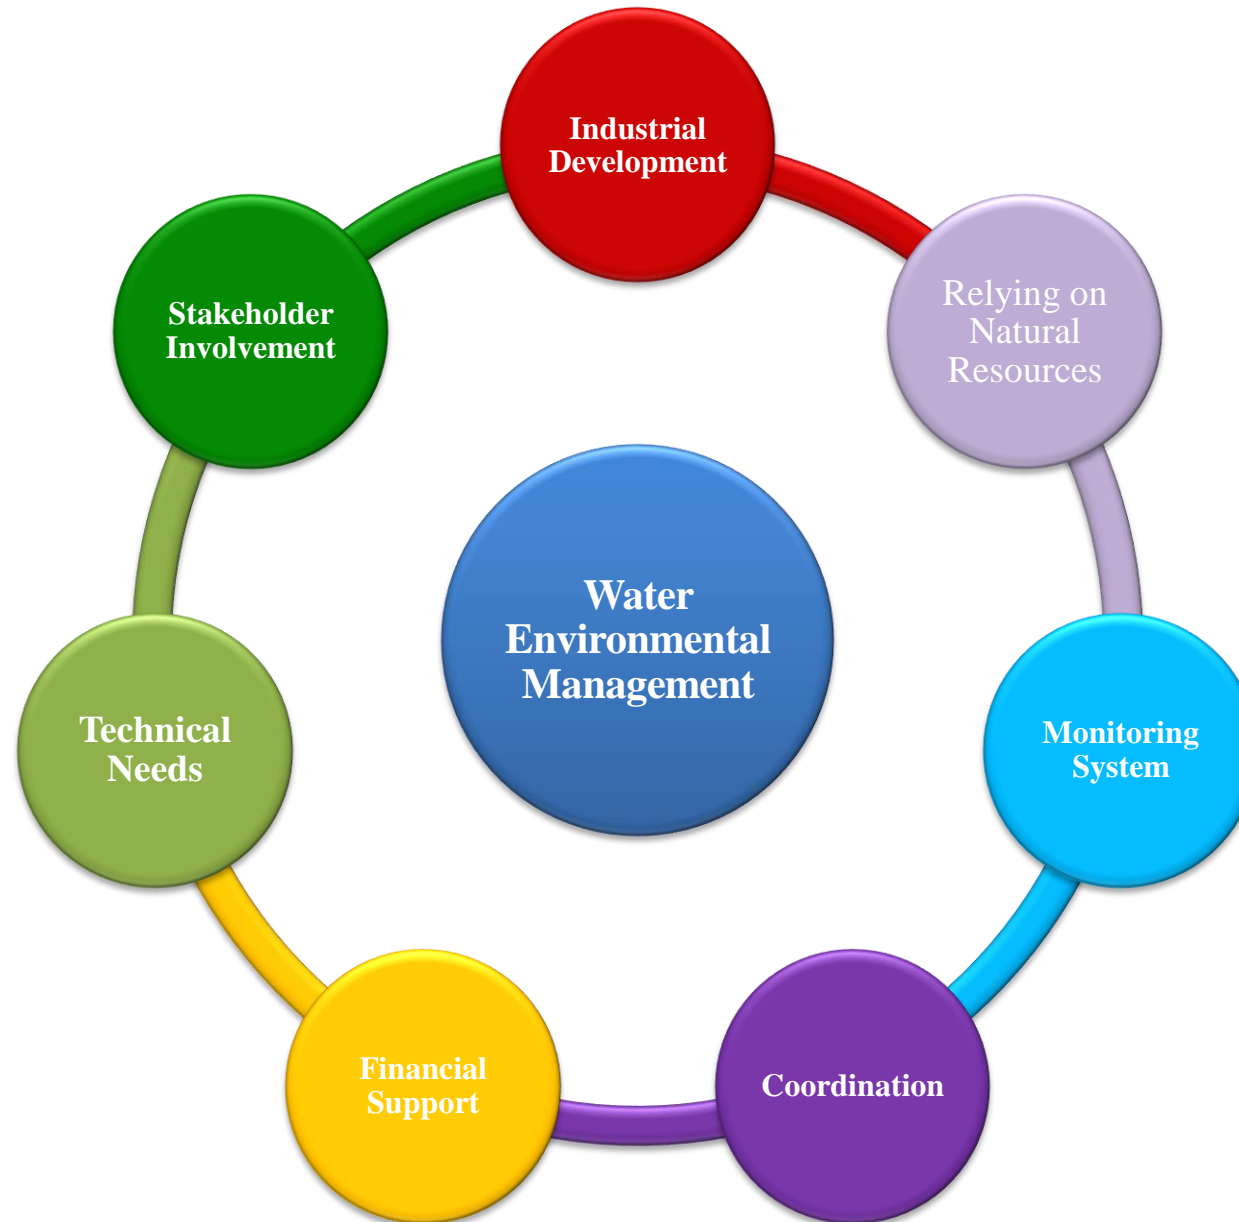 Industrial
Development
Relying on
Natural
Resources
Monitoring
System
Coordination
Financial
Support
Technical
Needs
Stakeholder
Involvement
Water
Environmental
Management